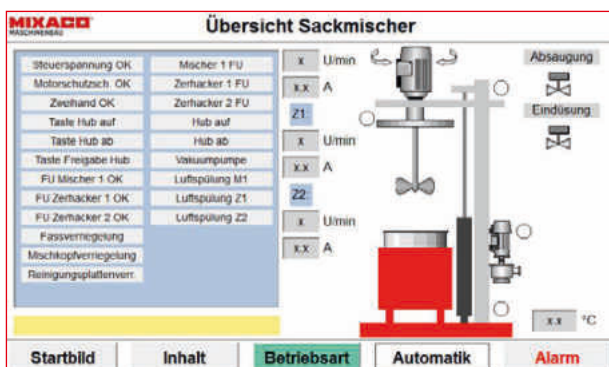 MIXACO
MASCHINENBAU
Übersicht Sackmischer
Steuerspannung OK
Motorschutzsch. OK
Zweihand OK
Taste Hub auf
Taste Hub ab
Taste Freigabe Hub
FU Mischer 1 OK
FU Zerhacker 1 OK
FU Zerhacker 2 OK
Fassverriegelung
Mischkopfverriegelung
Reinigungsplattenverr.
Mischer 1 FU
Zerhacker 1 FU
Zerhacker 2 FU
Hub auf
Hub ab
Vakuumpumpe
Luftspülung M1
Luftspülung Z1
Luftspülung Z2
x U/min
x.x A
Z1
x U/min
x.x A
Z2
x U/min
x.x A
Absaugung
Eindüsung
x.x °C
Startbild Inhalt Betriebsart Automatik Alarm